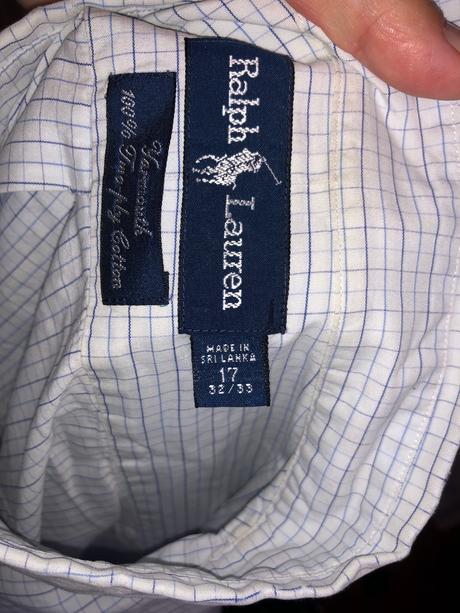 Ralph Lauren
Yarmouth
100% Two-ply Cotton
MADE IN
SRI LANKA
17
32/33